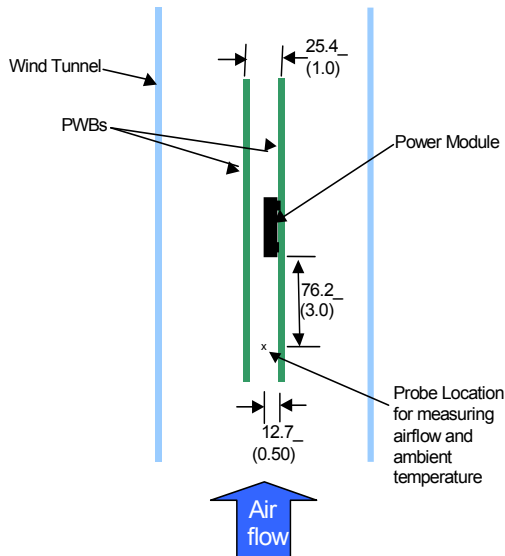 25.4_
(1.0)
Wind Tunnel
PWBs
Power Module
76.2_
(3.0)
x
Probe Location
for measuring
airflow and
ambient
temperature
12.7_
(0.50)
Air
flow